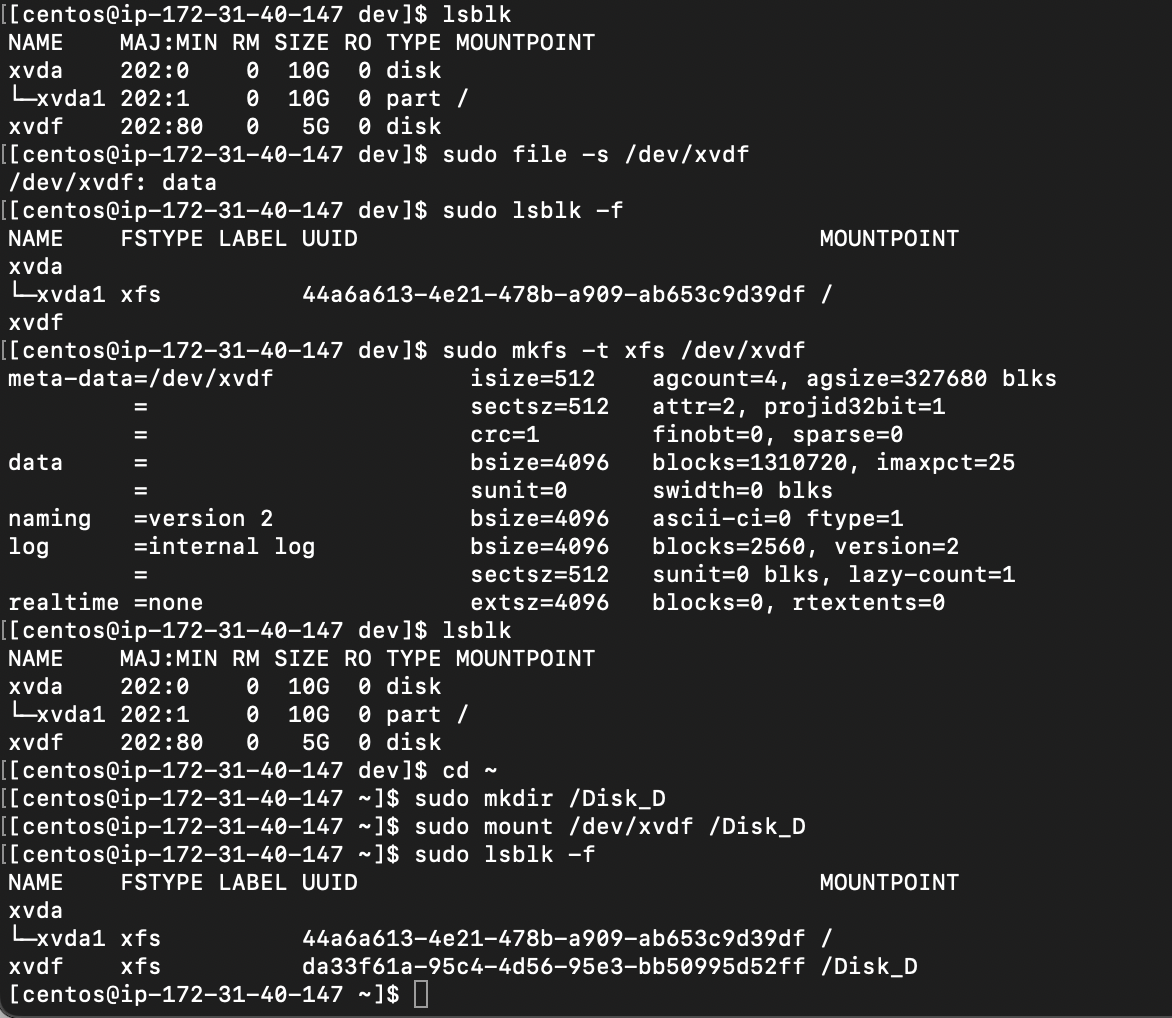 [[centos@ip-172-31-40-147 dev]$ lsblk
NAME    MAJ:MIN RM SIZE RO TYPE MOUNTPOINT
xvda    202:0    0  10G  0 disk
└─xvda1 202:1    0  10G  0 part /
xvdf    202:80   0   5G  0 disk
[[centos@ip-172-31-40-147 dev]$ sudo file -s /dev/xvdf
/dev/xvdf: data
[[centos@ip-172-31-40-147 dev]$ sudo lsblk -f
NAME    FSTYPE LABEL UUID                                 MOUNTPOINT
xvda
└─xvda1 xfs          44a6a613-4e21-478b-a909-ab653c9d39df /
xvdf
[[centos@ip-172-31-40-147 dev]$ sudo mkfs -t xfs /dev/xvdf
meta-data=/dev/xvdf              isize=512    agcount=4, agsize=327680 blks
         =                       sectsz=512   attr=2, projid32bit=1
         =                       crc=1        finobt=0, sparse=0
data     =                       bsize=4096   blocks=1310720, imaxpct=25
         =                       sunit=0      swidth=0 blks
naming   =version 2              bsize=4096   ascii-ci=0 ftype=1
log      =internal log           bsize=4096   blocks=2560, version=2
         =                       sectsz=512   sunit=0 blks, lazy-count=1
realtime =none                   extsz=4096   blocks=0, rtextents=0
[[centos@ip-172-31-40-147 dev]$ lsblk
NAME    MAJ:MIN RM SIZE RO TYPE MOUNTPOINT
xvda    202:0    0  10G  0 disk
└─xvda1 202:1    0  10G  0 part /
xvdf    202:80   0   5G  0 disk
[[centos@ip-172-31-40-147 dev]$ cd ~
[[centos@ip-172-31-40-147 ~]$ sudo mkdir /Disk_D
[[centos@ip-172-31-40-147 ~]$ sudo mount /dev/xvdf /Disk_D
[[centos@ip-172-31-40-147 ~]$ sudo lsblk -f
NAME    FSTYPE LABEL UUID                                 MOUNTPOINT
xvda
└─xvda1 xfs          44a6a613-4e21-478b-a909-ab653c9d39df /
xvdf    xfs          da33f61a-95c4-4d56-95e3-bb50995d52ff /Disk_D
[centos@ip-172-31-40-147 ~]$